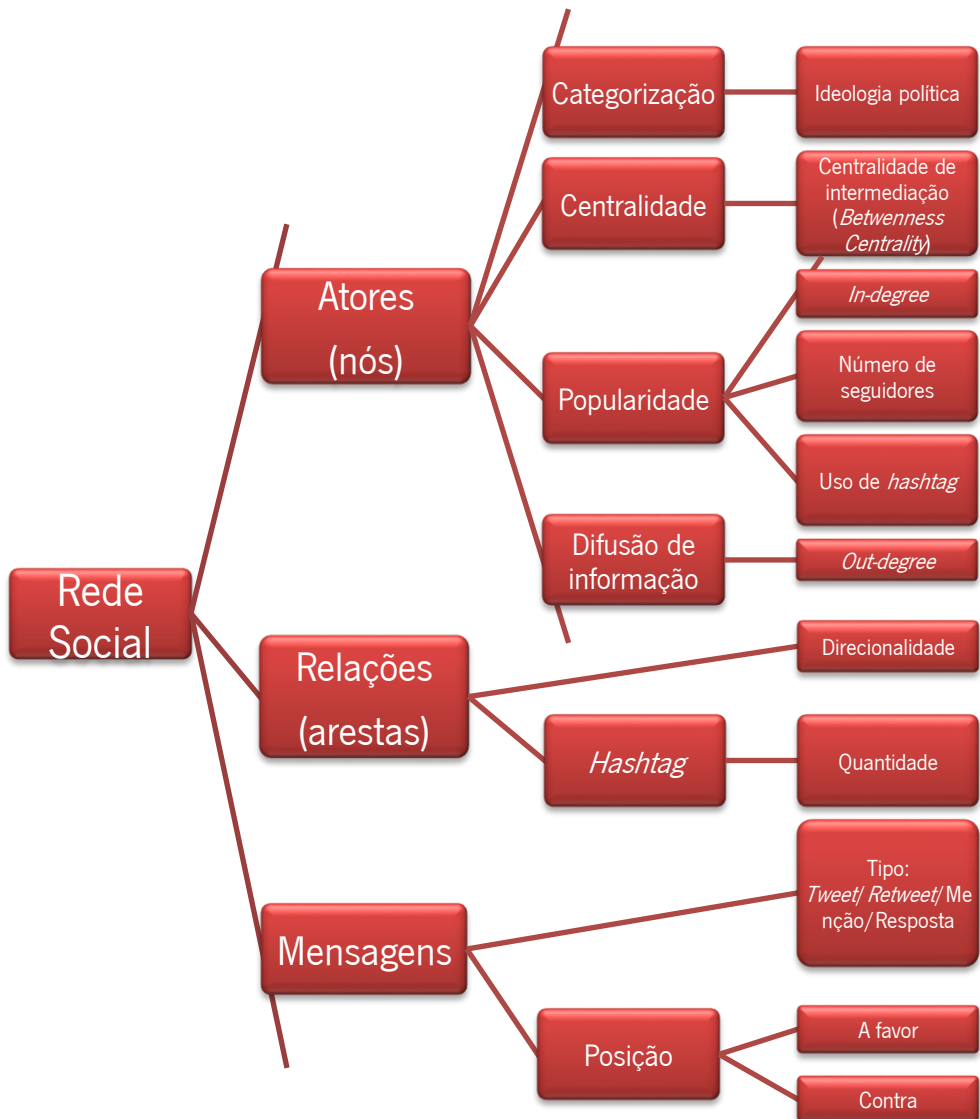 Categorização
Ideologia política
Centralidade
Centralidade de
intermediação
(Betwenness
Centrality)
Atores
(nós)
In-degree
Popularidade
Número de
seguidores
Uso de hashtag
Difusão de
informação
Out-degree
Rede
Social
Relações
(arestas)
Direcionalidade
Hashtag
Quantidade
Mensagens
Tipo:
Tweet/ Retweet/Me
nção/Resposta
Posição
A favor
Contra